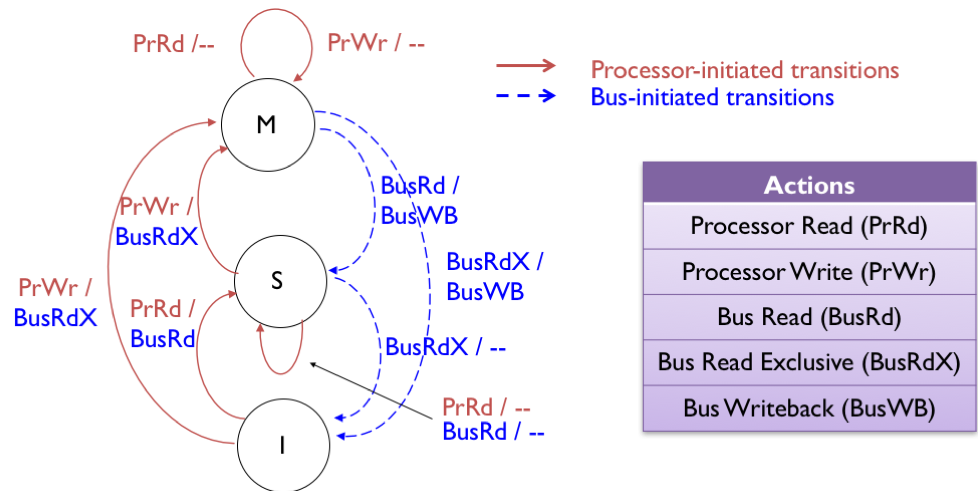 PrRd /--
PrWr / --
Processor-initiated transitions
Bus-initiated transitions
M
BusRd /
BusWB
PrWr /
BusRdX
S
BusRdX /
BusWB
PrWr /
BusRdX
PrRd /
BusRd
BusRdX / --
PrRd / --
BusRd / --
I
Actions
Processor Read (PrRd)
Processor Write (PrWr)
Bus Read (BusRd)
Bus Read Exclusive (BusRdX)
Bus Writeback (BusWB)